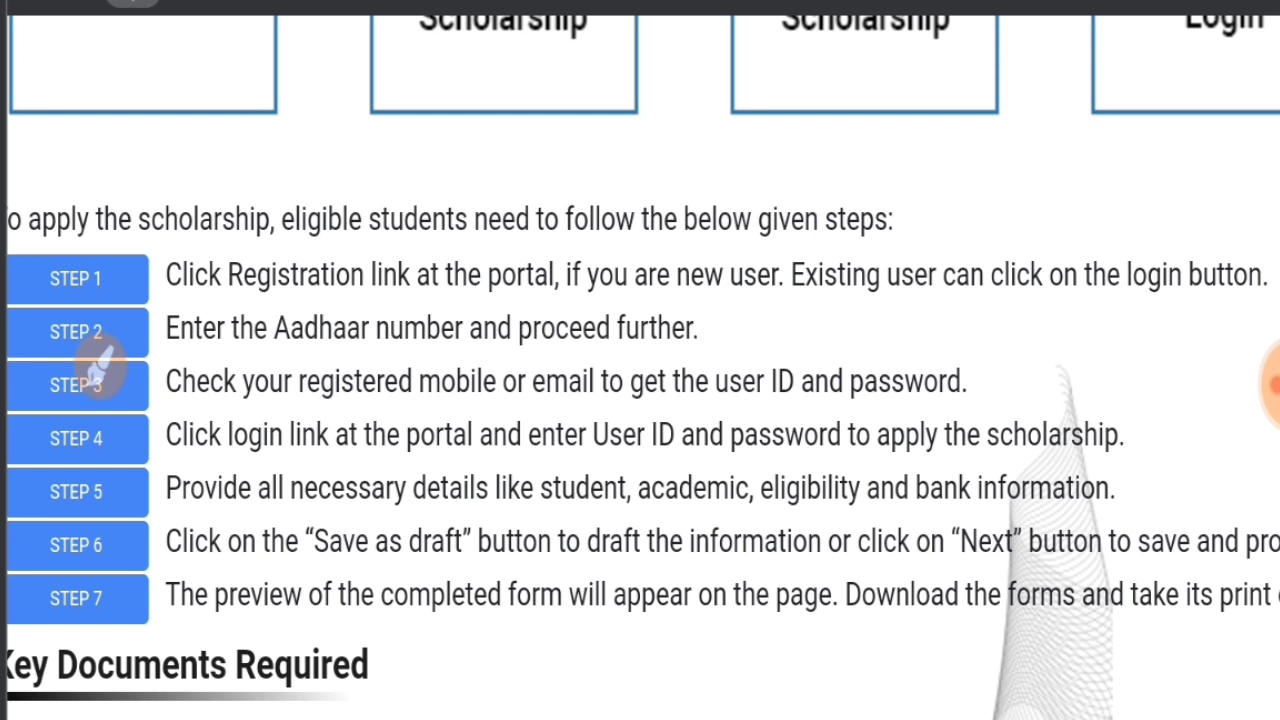 Scholarship
Scholarship
Login
o apply the scholarship, eligible students need to follow the below given steps:
STEP 1 Click Registration link at the portal, if you are new user. Existing user can click on the login button.
STEP 2 Enter the Aadhaar number and proceed further.
STEP 3 Check your registered mobile or email to get the user ID and password.
STEP 4 Click login link at the portal and enter User ID and password to apply the scholarship.
STEP 5 Provide all necessary details like student, academic, eligibility and bank information.
STEP 6 Click on the “Save as draft” button to draft the information or click on “Next” button to save and pro
STEP 7 The preview of the completed form will appear on the page. Download the forms and take its print
Key Documents Required